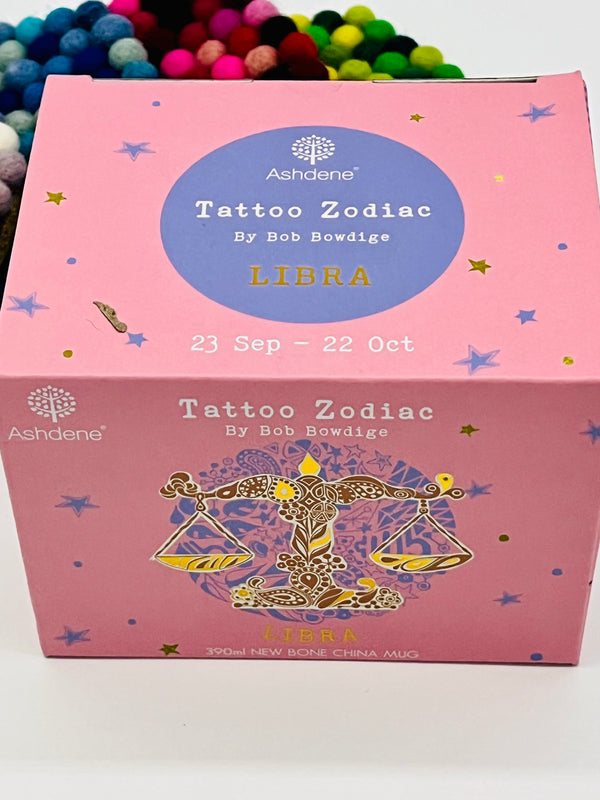 Ashdene®
Tattoo Zodiac
By Bob Bowdige
LIBRA
23 Sep – 22 Oct
Ashdene®
Tattoo Zodiac
By Bob Bowdige
LIBRA
390ml NEW BONE CHINA MUG